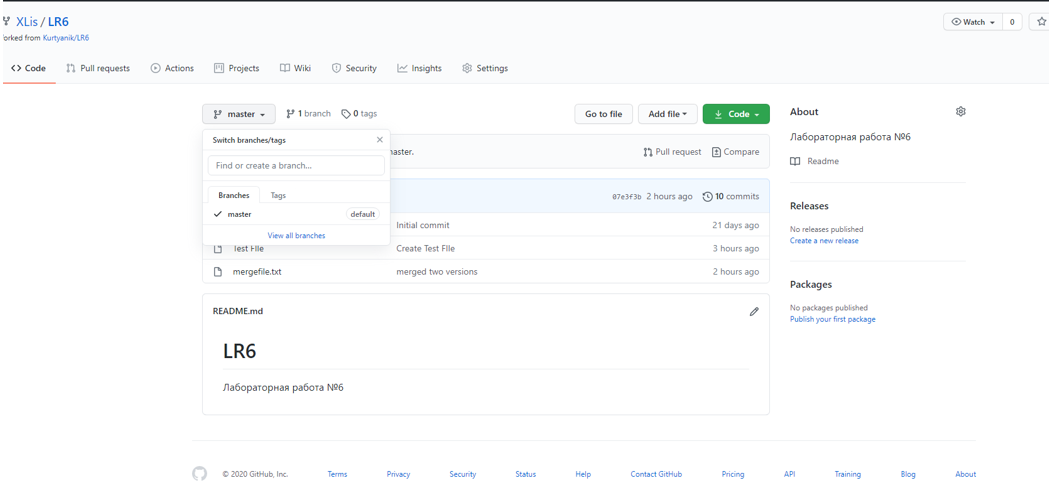 XLis / LR6
Watch 0
forked from Kurtyanik/LR6
Code Pull requests Actions Projects Wiki Security Insights Settings
master 1 branch 0 tags Go to file Add file Code
Switch branches/tags
Find or create a branch...
Branches Tags
master default
View all branches
master. Pull request Compare
07e3f3b 2 hours ago 10 commits
Initial commit 21 days ago
Test FIle Create Test FIle 3 hours ago
mergefile.txt merged two versions 2 hours ago
README.md
LR6
Лабораторная работа №6
About
Лабораторная работа №6
Readme
Releases
No releases published
Create a new release
Packages
No packages published
Publish your first package
© 2020 GitHub, Inc. Terms Privacy Security Status Help Contact GitHub Pricing API Training Blog About